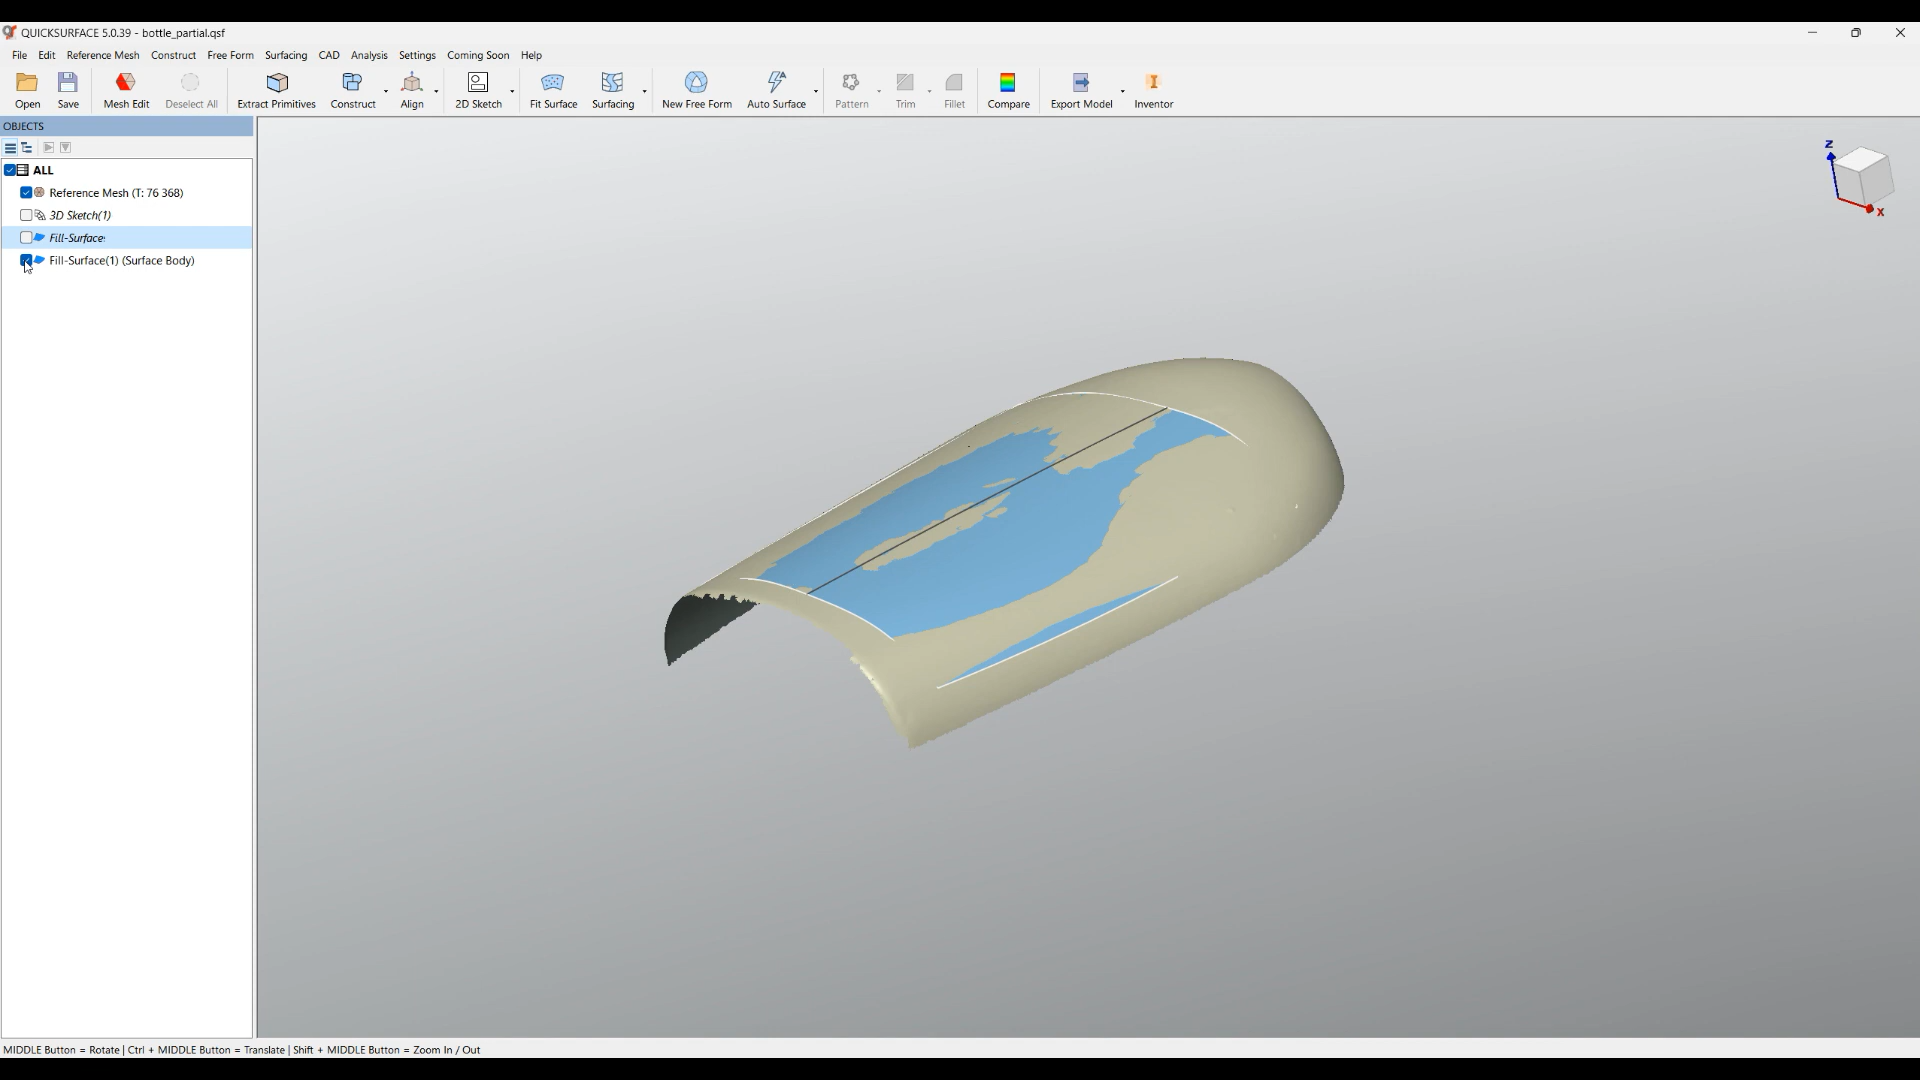 QUICKSURFACE 5.0.39 - bottle_partial.qsf
File Edit Reference Mesh Construct Free Form Surfacing CAD Analysis Settings Coming Soon Help
Open Save Mesh Edit Deselect All Extract Primitives Construct Align 2D Sketch Fit Surface Surfacing New Free Form Auto Surface Pattern Trim Fillet Compare Export Model Inventor
OBJECTS
ALL
Reference Mesh (T: 76 368)
3D Sketch(1)
Fill-Surface
Fill-Surface(1) (Surface Body)
Z
X
MIDDLE Button = Rotate | Ctrl + MIDDLE Button = Translate | Shift + MIDDLE Button = Zoom In / Out